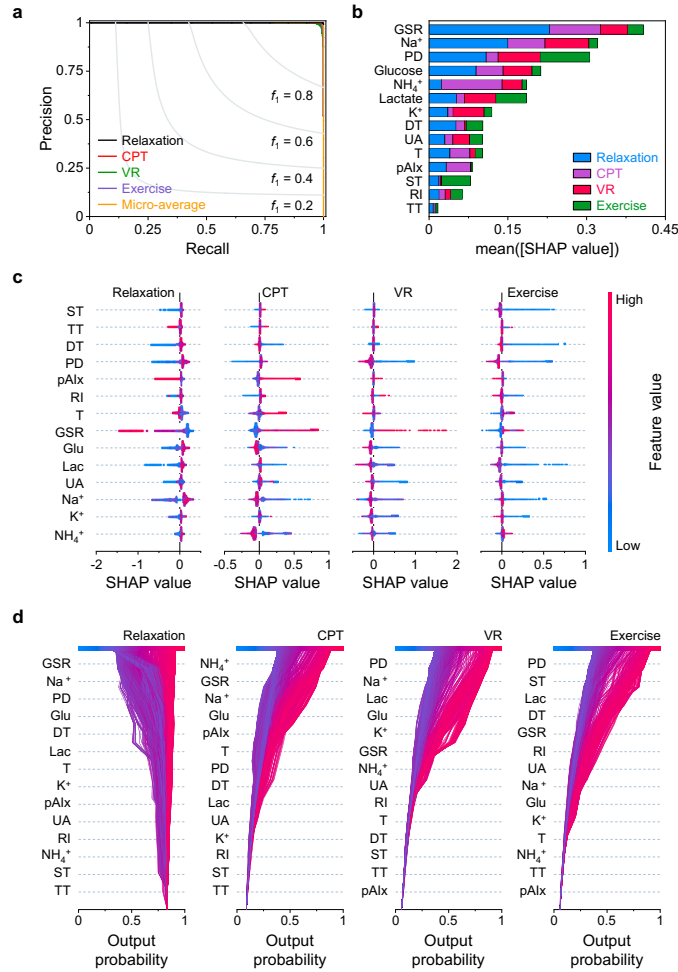 a
Precision
1
0.75
0.5
0.25
0
f1 = 0.8
f1 = 0.6
f1 = 0.4
f1 = 0.2
Relaxation
CPT
VR
Exercise
Micro-average
0 0.25 0.5 0.75 1
Recall
b
GSR
Na⁺
PD
Glucose
NH₄⁺
Lactate
K⁺
DT
UA
T
pAIx
ST
RI
TT
Relaxation
CPT
VR
Exercise
0 0.15 0.30 0.45
mean([SHAP value])
c
Relaxation CPT VR Exercise
ST
TT
DT
PD
pAIx
RI
T
GSR
Glu
Lac
UA
Na⁺
K⁺
NH₄⁺
-2 -1 0
-0.5 0 0.5 1
0 1 2
0 0.5 1
SHAP value SHAP value SHAP value SHAP value
High
Feature value
Low
d
Relaxation
GSR
Na⁺
PD
Glu
DT
Lac
T
K⁺
pAIx
UA
RI
NH₄⁺
ST
TT
0 0.5 1
Output
probability
CPT
NH₄⁺
GSR
Na⁺
Glu
pAIx
T
PD
DT
Lac
UA
K⁺
RI
ST
TT
0 0.5 1
Output
probability
VR
PD
Na⁺
Lac
Glu
K⁺
GSR
NH₄⁺
UA
RI
T
DT
ST
TT
pAIx
0 0.5 1
Output
probability
Exercise
PD
ST
Lac
DT
GSR
RI
UA
Na⁺
Glu
K⁺
T
NH₄⁺
TT
pAIx
0 0.5 1
Output
probability